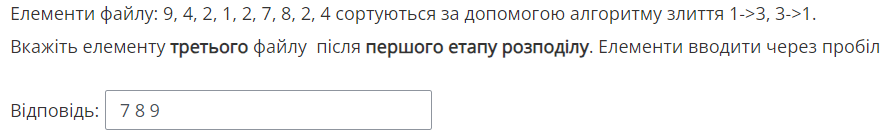 Елементи файлу: 9, 4, 2, 1, 2, 7, 8, 2, 4 сортуються за допомогою алгоритму злиття 1->3, 3->1.
Вкажіть елементу третього файлу після першого етапу розподілу. Елементи вводити через пробіл
Відповідь: 7 8 9